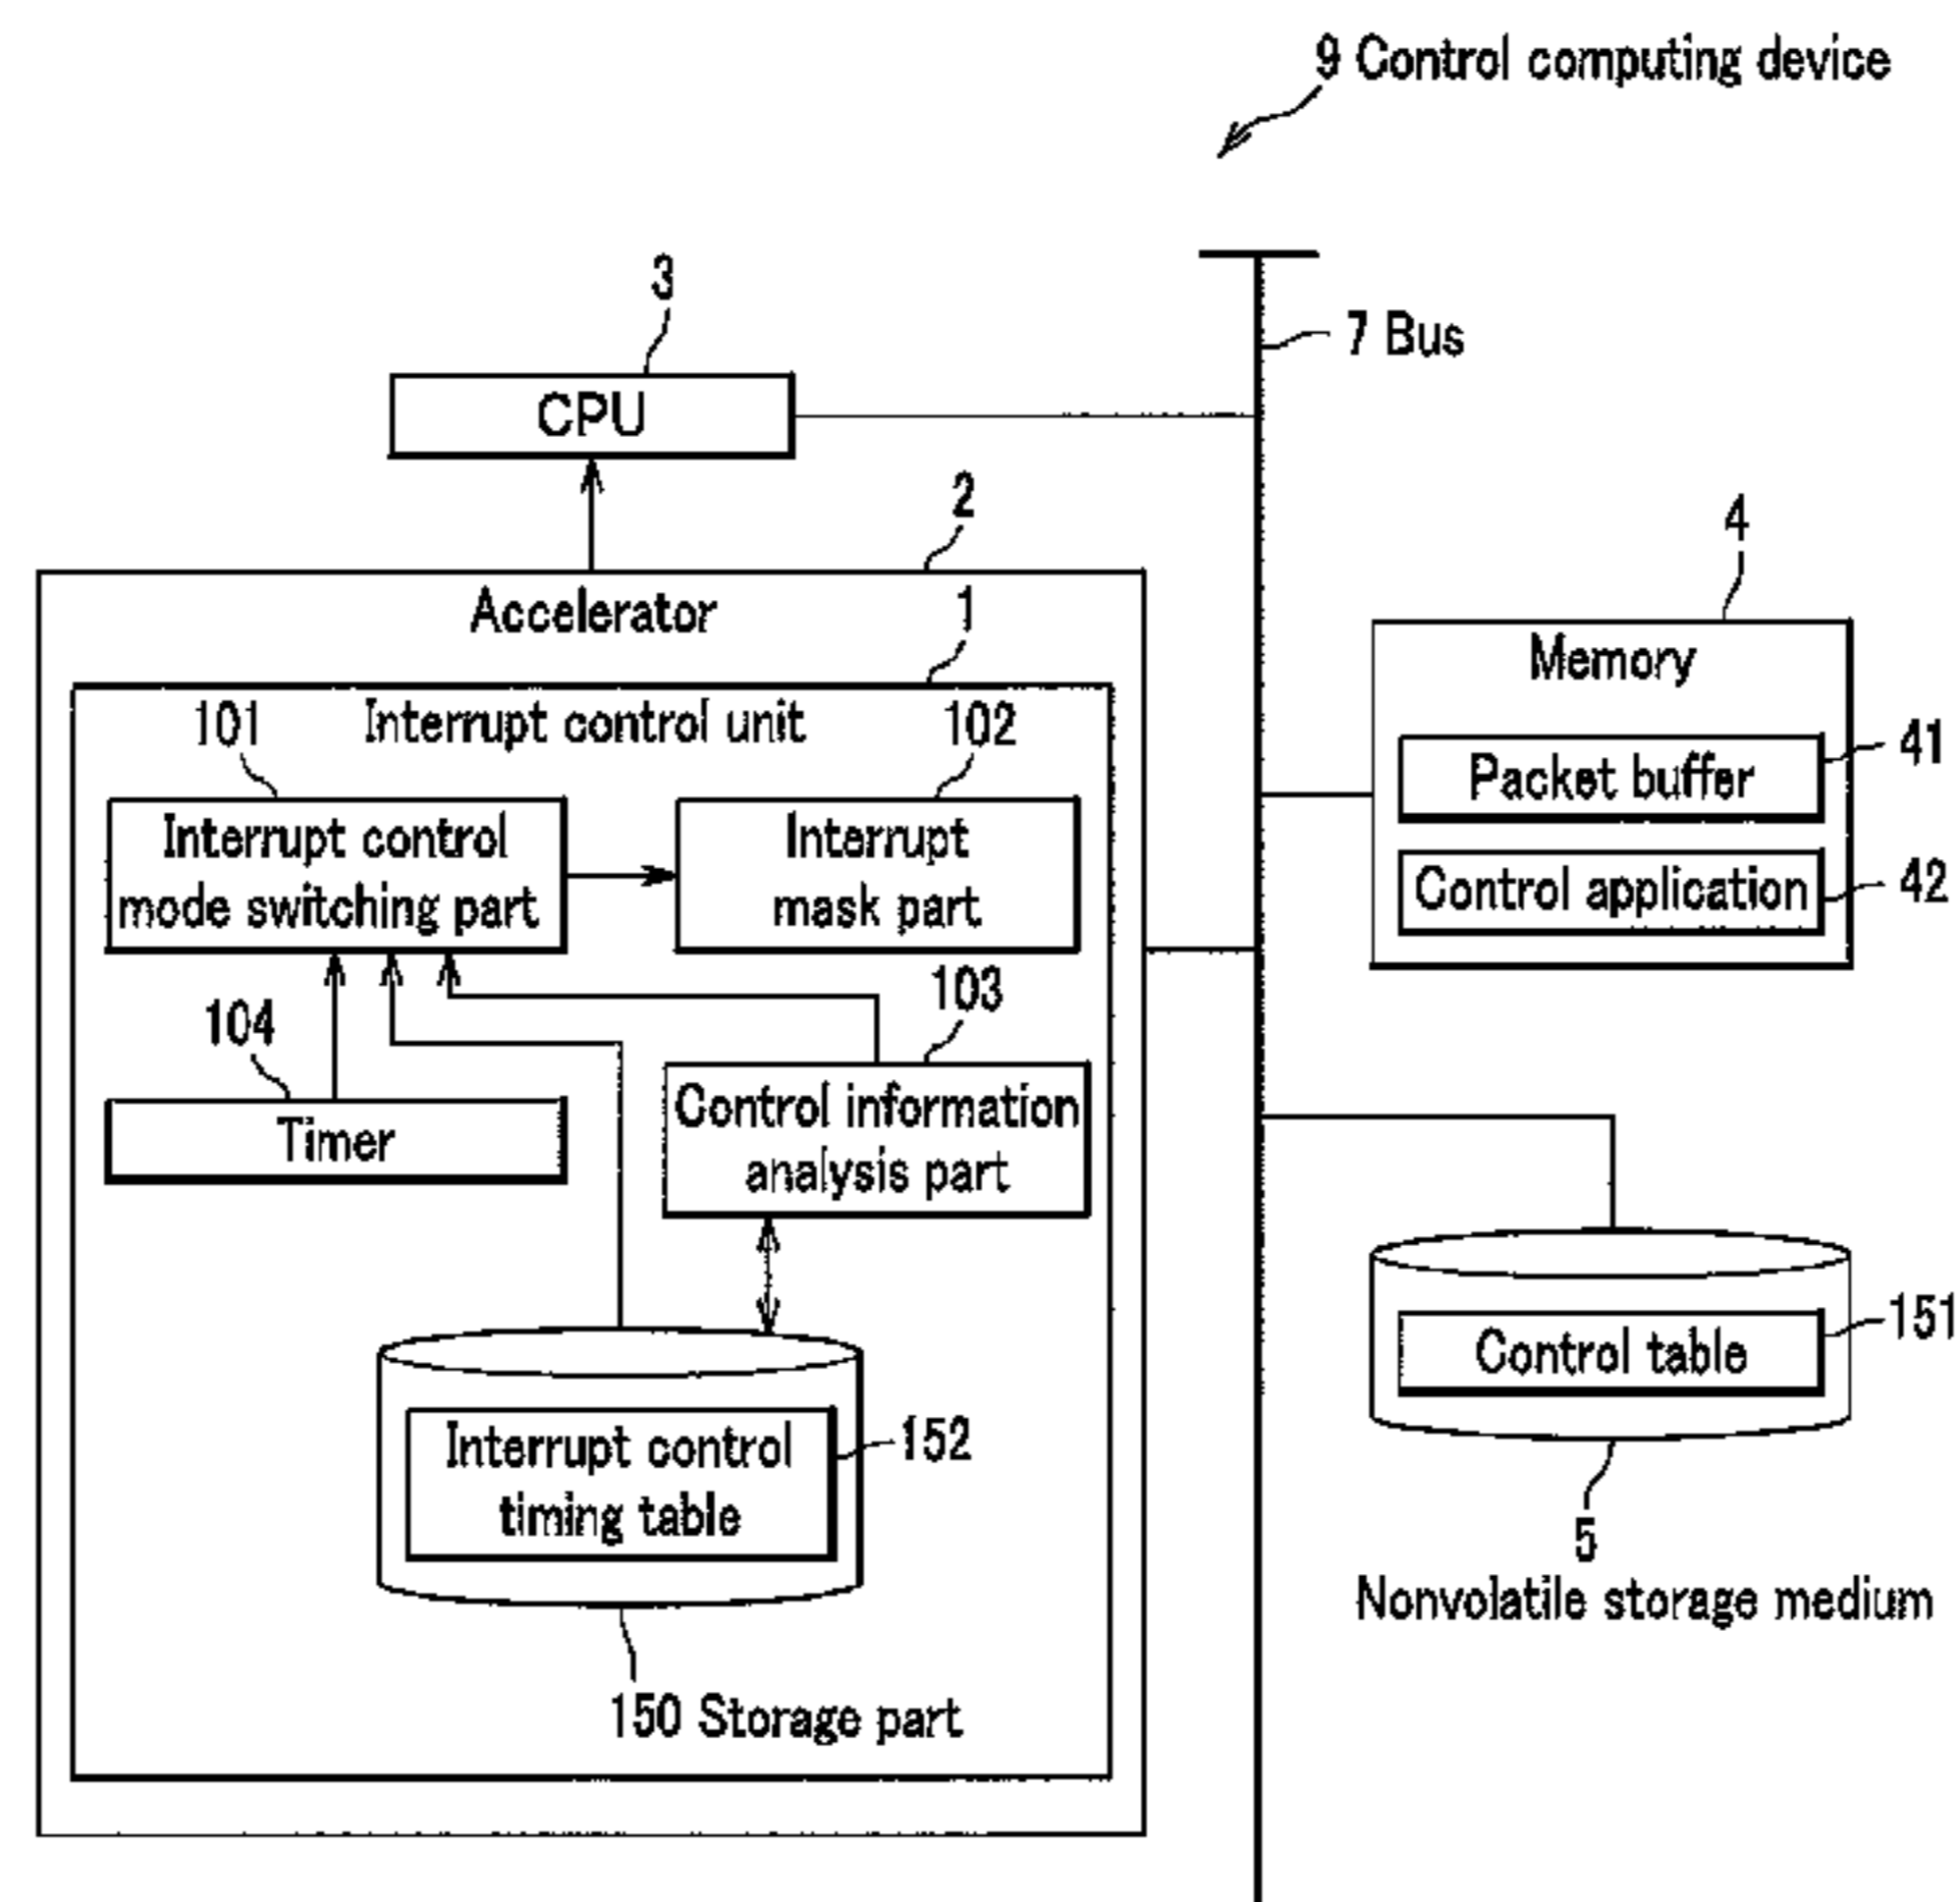 9 Control computing device
3
7 Bus
CPU
2
4
Accelerator
1
Memory
101
Interrupt control unit
102
41
Packet buffer
Interrupt control
mode switching part
Interrupt
mask part
Control application
42
103
104
Control information
analysis part
Timer
151
Control table
Interrupt control
timing table
152
5
Nonvolatile storage medium
150 Storage part